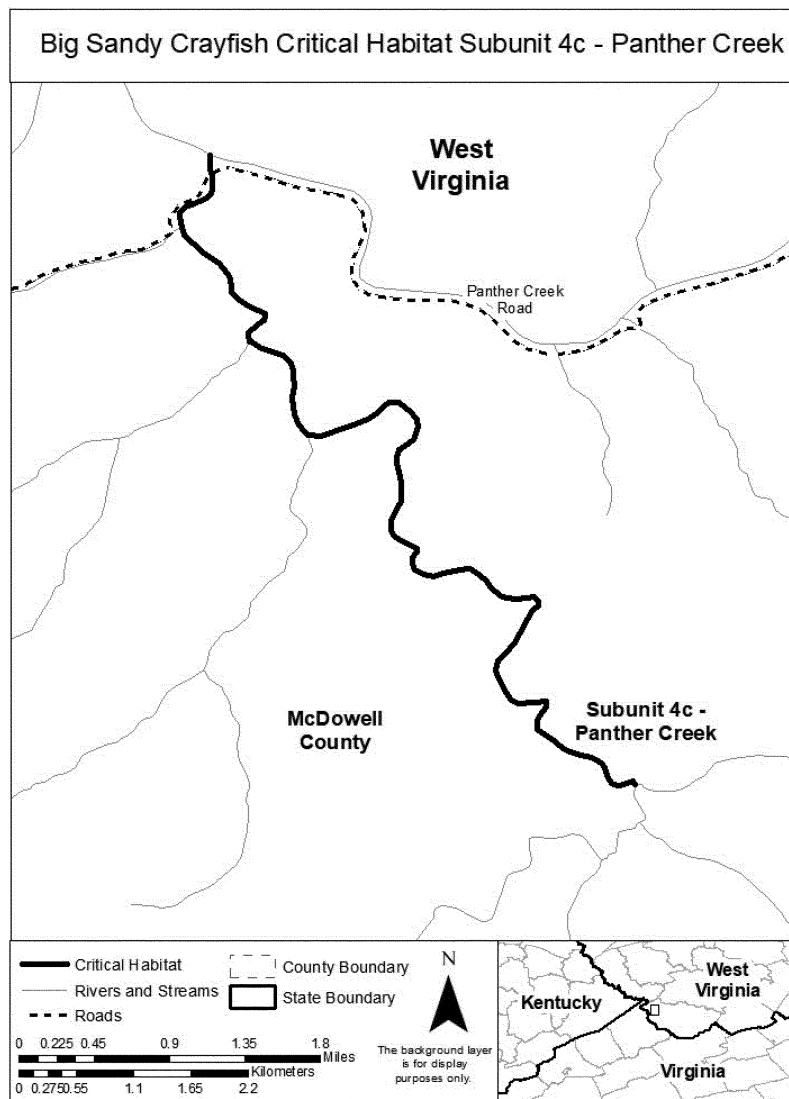 Big Sandy Crayfish Critical Habitat Subunit 4c - Panther Creek
West
Virginia
Panther Creek
Road
McDowell
County
Subunit 4c -
Panther Creek
Critical Habitat
Rivers and Streams
Roads
County Boundary
State Boundary
0 0.225 0.45 0.9 1.35 1.8
Miles
Kilometers
0 0.275 0.55 1.1 1.65 2.2
N
The background layer
is for display
purposes only.
Kentucky
West
Virginia
Virginia